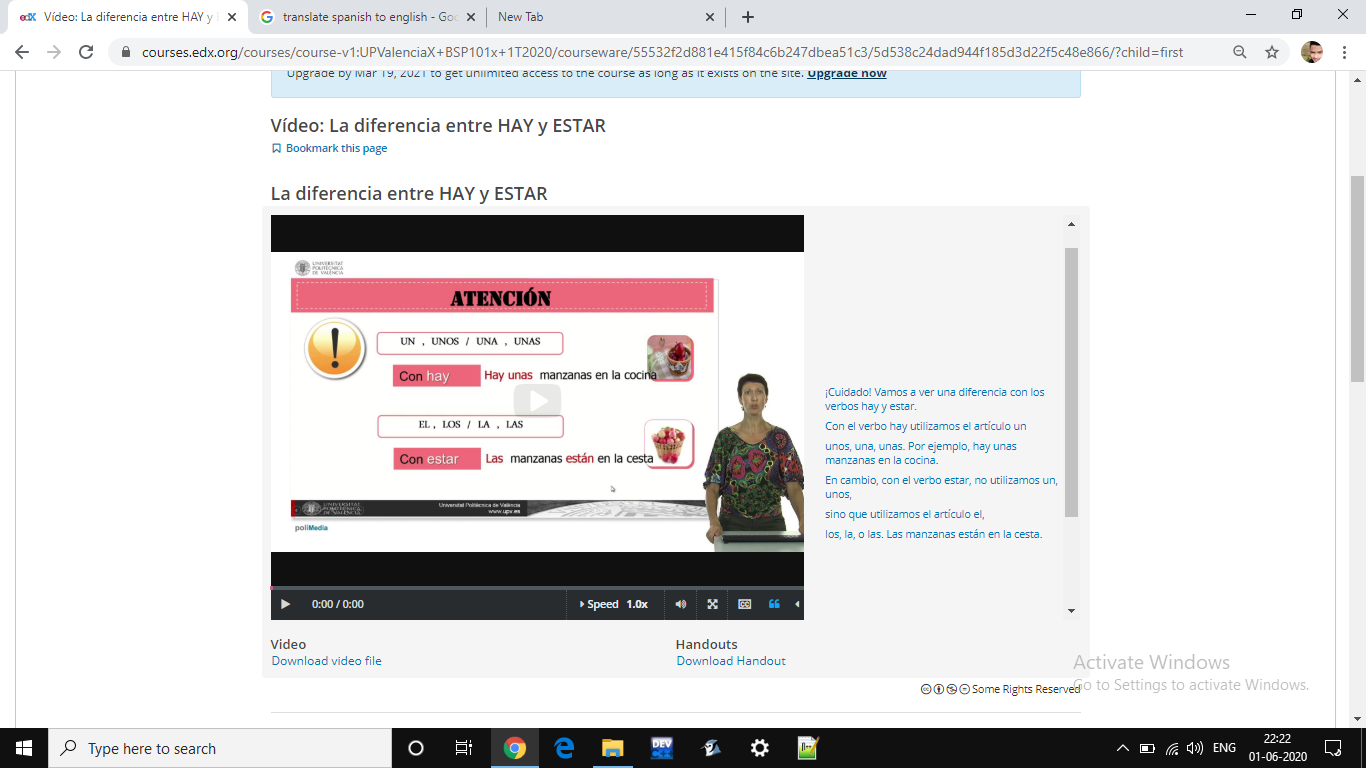 Vídeo: La diferencia entre HAY y
translate spanish to english - Goo
New Tab
courses.edx.org/courses/course-v1:UPValenciaX+BSP101x+1T2020/courseware/55532f2d881e415f84c6b247dbea51c3/5d538c24dad944f185d3d22f5c48e866/?child=first
Upgrade by Mar 19, 2021 to get unlimited access to the course as long as it exists on the site. Upgrade now
Vídeo: La diferencia entre HAY y ESTAR
Bookmark this page
La diferencia entre HAY y ESTAR
UNIVERSITAT
POLITÈCNICA
DE VALÈNCIA
ATENCIÓN
UN , UNOS / UNA , UNAS
Con hay Hay unas manzanas en la cocina
EL , LOS / LA , LAS
Con estar Las manzanas están en la cesta
UNIVERSITAT
POLITÈCNICA
DE VALÈNCIA
Universitat Politècnica de València
www.upv.es
poliMedia
¡Cuidado! Vamos a ver una diferencia con los
verbos hay y estar.
Con el verbo hay utilizamos el artículo un
unos, una, unas. Por ejemplo, hay unas
manzanas en la cocina.
En cambio, con el verbo estar, no utilizamos un,
unos,
sino que utilizamos el artículo el,
los, la, o las. Las manzanas están en la cesta.
0:00 / 0:00
Speed 1.0x
CC
Video
Download video file
Handouts
Download Handout
Some Rights Reserved
Activate Windows
Go to Settings to activate Windows.
Type here to search
DEV
ENG
22:22
01-06-2020